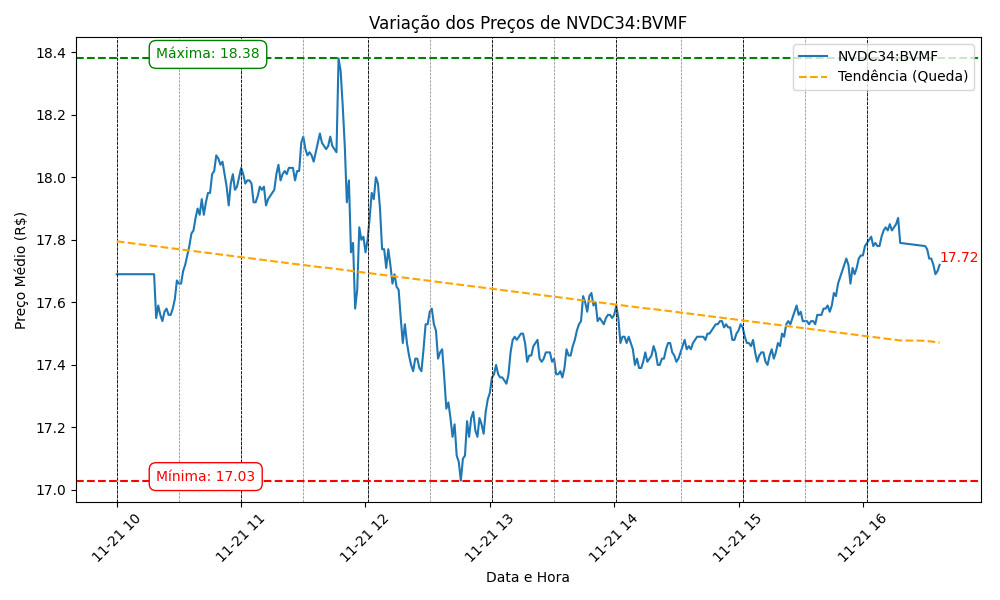 Variação dos Preços de NVDC34:BVMF
Preço Médio (R$)
18.4
18.2
18.0
17.8
17.6
17.4
17.2
17.0
Máxima: 18.38
NVDC34:BVMF
Tendência (Queda)
17.72
Mínima: 17.03
11-21 10
11-21 11
11-21 12
11-21 13
11-21 14
11-21 15
11-21 16
Data e Hora